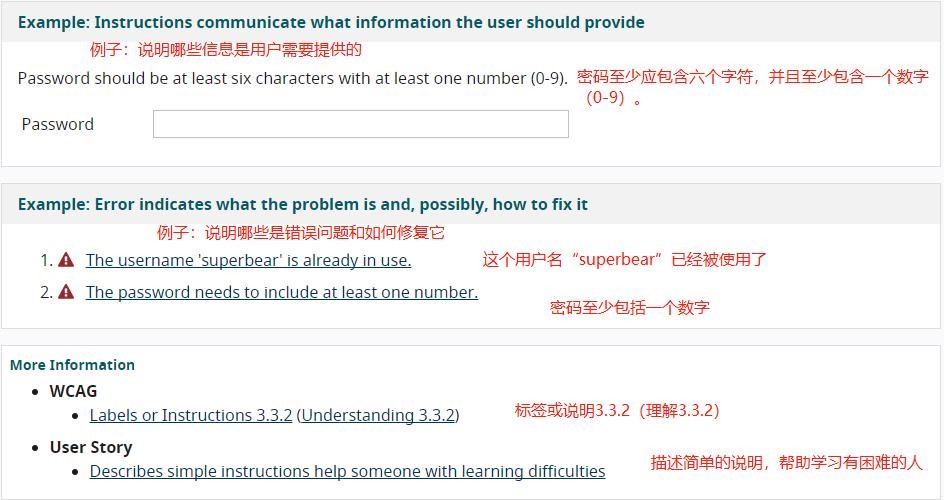 Example: Instructions communicate what information the user should provide
例子：说明哪些信息是用户需要提供的
Password should be at least six characters with at least one number (0-9). 密码至少应包含六个字符，并且至少包含一个数字
（0-9）。
Password
Example: Error indicates what the problem is and, possibly, how to fix it
例子：说明哪些是错误问题和如何修复它
1. The username 'superbear' is already in use. 这个用户名“superbear”已经被使用了
2. The password needs to include at least one number.
密码至少包括一个数字
More Information
• WCAG
• Labels or Instructions 3.3.2 (Understanding 3.3.2) 标签或说明3.3.2（理解3.3.2）
• User Story
• Describes simple instructions help someone with learning difficulties 描述简单的说明，帮助学习有困难的人